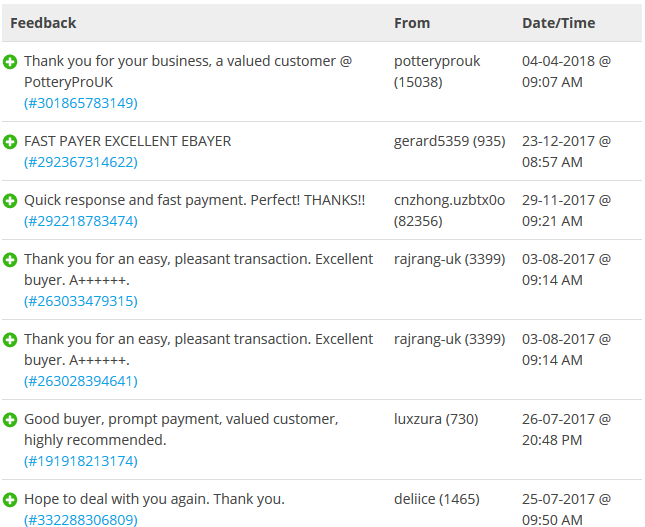 Feedback From Date/Time
Thank you for your business, a valued customer @ potteryprouk 04-04-2018 @
PotteryProUK (15038) 09:07 AM
(#301865783149)
FAST PAYER EXCELLENT EBAYER gerard5359 (935) 23-12-2017 @
(#292367314622) 08:57 AM
Quick response and fast payment. Perfect! THANKS!! cnzhong.uzbtx0o 29-11-2017 @
(#292218783474) (82356) 09:21 AM
Thank you for an easy, pleasant transaction. Excellent rajrang-uk (3399) 03-08-2017 @
buyer. A++++++. 09:14 AM
(#263033479315)
Thank you for an easy, pleasant transaction. Excellent rajrang-uk (3399) 03-08-2017 @
buyer. A++++++. 09:14 AM
(#263028394641)
Good buyer, prompt payment, valued customer, luxzura (730) 26-07-2017 @
highly recommended. 20:48 PM
(#191918213174)
Hope to deal with you again. Thank you. deliice (1465) 25-07-2017 @
(#332288306809) 09:50 AM